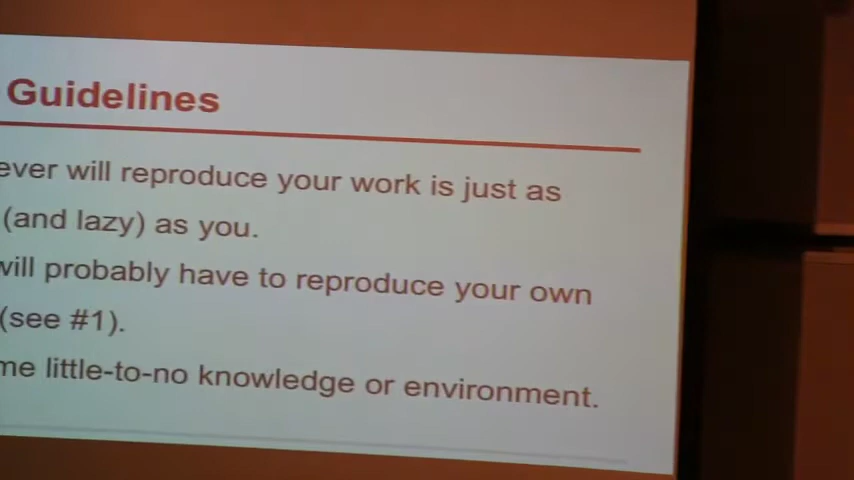 Guidelines
ever will reproduce your work is just as
(and lazy) as you.
will probably have to reproduce your own
(see #1).
me little-to-no knowledge or environment.